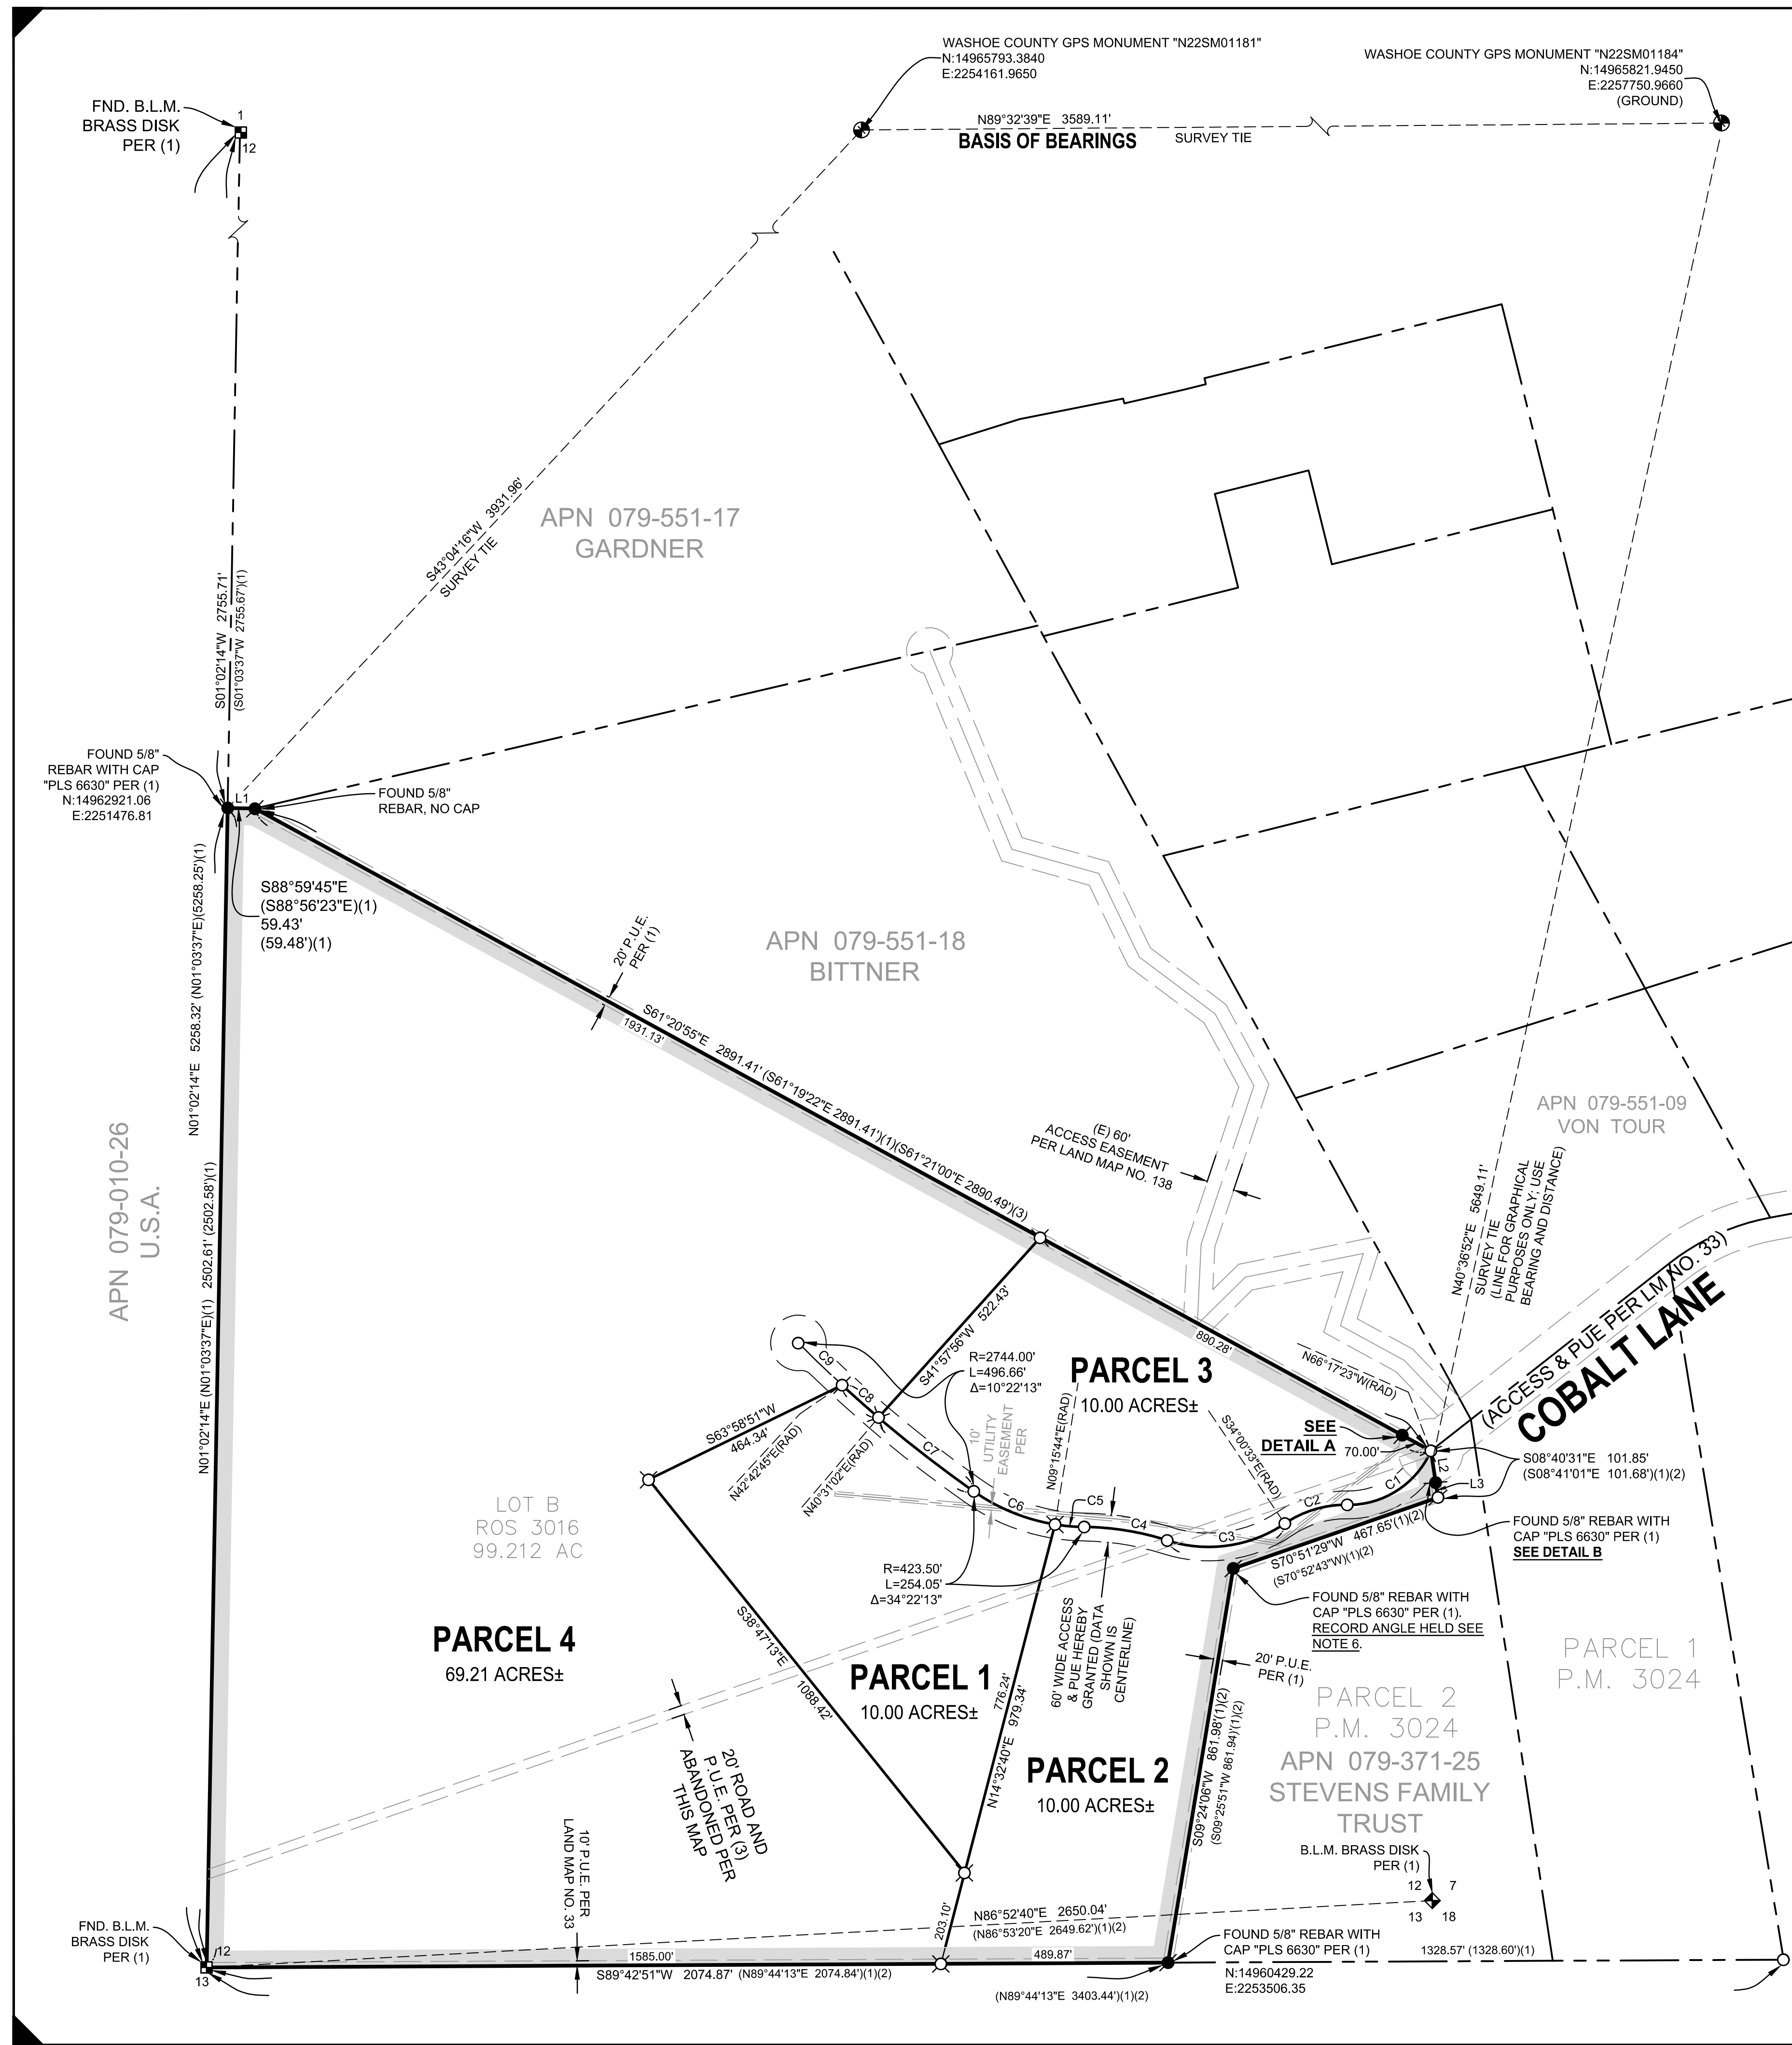 WASHOE COUNTY GPS MONUMENT "N22SM01181"
N:14965793.3840
E:2254161.9650
WASHOE COUNTY GPS MONUMENT "N22SM01184"
N:14965821.9450
E:2257750.9660
(GROUND)
FND. B.L.M.
BRASS DISK
PER (1)
1
12
N89°32'39"E 3589.11'
BASIS OF BEARINGS
SURVEY TIE
S43°04'16"W 3931.96'
SURVEY TIE
APN 079-551-17
GARDNER
S01°02'14"W 2755.71'
(S01°03'37"W 2755.67')(1)
FOUND 5/8"
REBAR WITH CAP
"PLS 6630" PER (1)
N:14962921.06
E:2251476.81
L1
FOUND 5/8"
REBAR, NO CAP
S88°59'45"E
(S88°56'23"E)(1)
59.43'
(59.48')(1)
N01°02'14"E 5258.32' (N01°03'37"E)(5258.25')(1)
20' P.U.E.
PER (1)
APN 079-551-18
BITTNER
S61°20'55"E 2891.41' (S61°19'22"E 2891.41')(1)(S61°21'00"E 2890.49')(3)
1931.13'
(E) 60'
ACCESS EASEMENT
PER LAND MAP NO. 138
APN 079-551-09
VON TOUR
N40°36'52"E 5649.11'
SURVEY TIE
(LINE FOR GRAPHICAL
PURPOSES ONLY; USE
BEARING AND DISTANCE)
APN 079-010-26
U.S.A.
N01°02'14"E (N01°03'37"E)(1) 2502.61' (2502.58')(1)
(ACCESS & PUE PER LM NO. 33)
COBALT LANE
890.28'
N66°17'23"W(RAD)
S41°57'56"W 522.43'
C9
C8
R=2744.00'
L=496.66'
Δ=10°22'13"
PARCEL 3
10.00 ACRES±
S63°58'51"W
464.34'
N42°42'45"E(RAD)
N40°31'02"E(RAD)
C7
10'
UTILITY
EASEMENT
PER
N09°15'44"E(RAD)
S34°00'33"E(RAD)
SEE
DETAIL A
70.00'
S08°40'31"E 101.85'
(S08°41'01"E 101.68')(1)(2)
L2
L3
C1
C2
C3
C4
C5
C6
S70°51'29"W 467.65'(1)(2)
(S70°52'43"W)(1)(2)
FOUND 5/8" REBAR WITH
CAP "PLS 6630" PER (1)
SEE DETAIL B
LOT B
ROS 3016
99.212 AC
R=423.50'
L=254.05'
Δ=34°22'13"
FOUND 5/8" REBAR WITH
CAP "PLS 6630" PER (1).
RECORD ANGLE HELD SEE
NOTE 6.
PARCEL 4
69.21 ACRES±
S38°47'13"E 1088.42'
PARCEL 1
10.00 ACRES±
776.24'
N14°32'40"E 979.34'
60' WIDE ACCESS
& PUE HEREBY
GRANTED (DATA
SHOWN IS
CENTERLINE)
20' P.U.E.
PER (1)
PARCEL 1
P.M. 3024
PARCEL 2
P.M. 3024
APN 079-371-25
STEVENS FAMILY
TRUST
20' ROAD AND
P.U.E. PER (3)
ABANDONED PER
THIS MAP
PARCEL 2
10.00 ACRES±
S09°24'06"W 861.98'(1)(2)
(S09°25'51"W 861.94')(1)(2)
10' P.U.E. PER
LAND MAP NO. 33
B.L.M. BRASS DISK
PER (1)
12 7
13 18
FND. B.L.M.
BRASS DISK
PER (1)
12
13
203.10'
N86°52'40"E 2650.04'
(N86°53'20"E 2649.62')(1)(2)
1585.00'
489.87'
S89°42'51"W 2074.87' (N89°44'13"E 2074.84')(1)(2)
(N89°44'13"E 3403.44')(1)(2)
FOUND 5/8" REBAR WITH
CAP "PLS 6630" PER (1)
N:14960429.22
E:2253506.35
1328.57' (1328.60')(1)